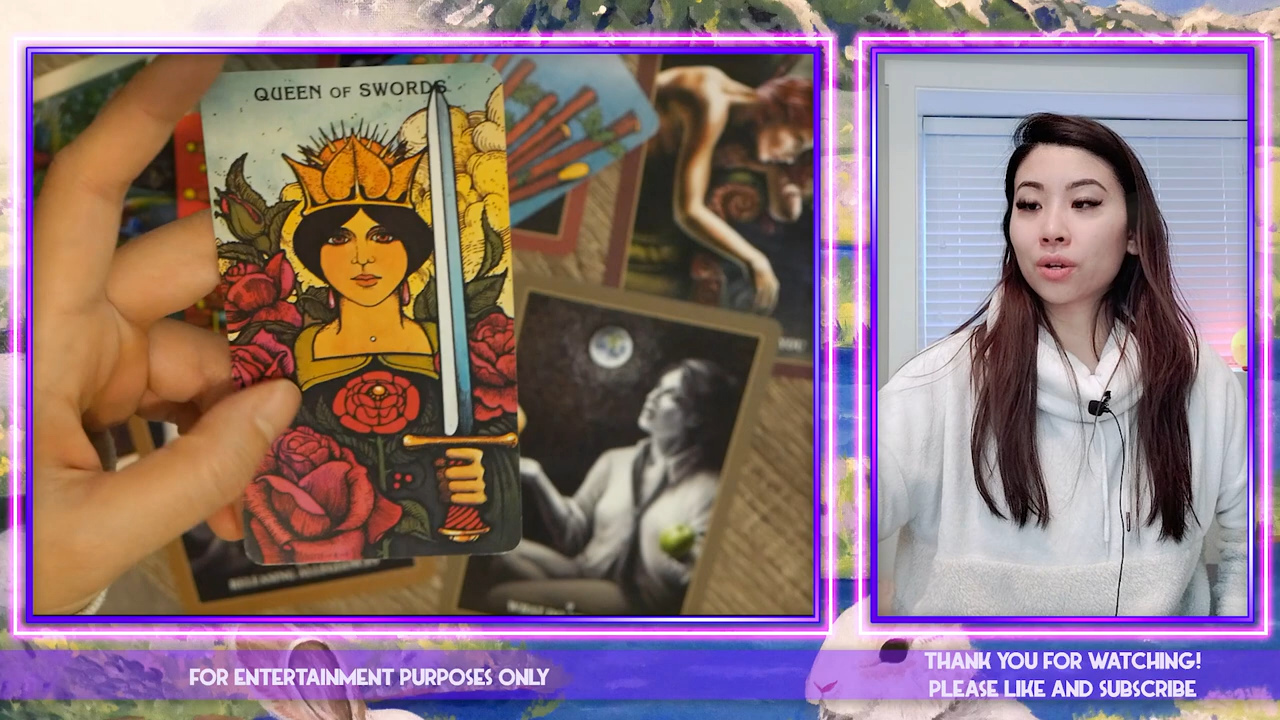 QUEEN OF SWORDS
FOR ENTERTAINMENT PURPOSES ONLY
THANK YOU FOR WATCHING!
PLEASE LIKE AND SUBSCRIBE